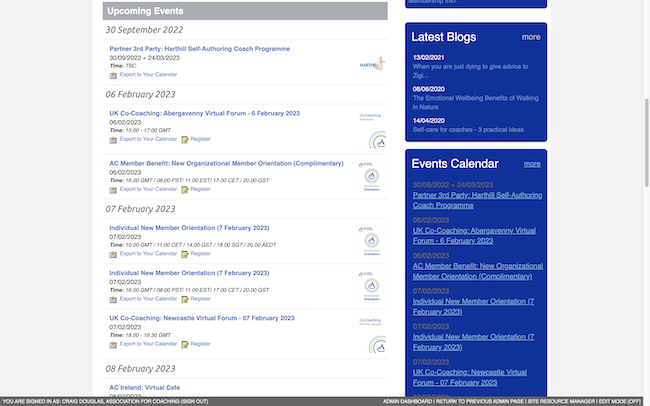 Upcoming Events
30 September 2022
Partner 3rd Party: Harthill Self-Authoring Coach Programme
30/09/2022 - 24/03/2023
Time: TBC
Export to Your Calendar
HARTHILL
06 February 2023
UK Co-Coaching: Abergavenny Virtual Forum - 6 February 2023
06/02/2023
Time: 15:00 - 17:00 GMT
Export to Your Calendar Register
Co-Coaching
AC Member Benefit: New Organizational Member Orientation (Complimentary)
06/02/2023
Time: 16.00 GMT / 08.00 PST/ 11.00 EST/ 17.00 CET / 20.00 GST
Export to Your Calendar Register
Orientation
07 February 2023
Individual New Member Orientation (7 February 2023)
07/02/2023
Time: 10.00 GMT / 11.00 CET / 14.00 GST / 18.00 SGT / 20.00 AEDT
Export to Your Calendar Register
Orientation
Individual New Member Orientation (7 February 2023)
07/02/2023
Time: 16.00 GMT / 08.00 PST/ 11.00 EST/ 17.00 CET / 20.00 GST
Export to Your Calendar Register
Orientation
UK Co-Coaching: Newcastle Virtual Forum - 07 February 2023
07/02/2023
Time: 18.00 - 19.30 GMT
Export to Your Calendar Register
Co-Coaching
08 February 2023
AC Ireland: Virtual Cafe
08/02/2023
Membership Info
Latest Blogs more
13/02/2021
When you are just dying to give advice to
Zigi...
08/06/2020
The Emotional Wellbeing Benefits of Walking
in Nature
14/04/2020
Self-care for coaches - 3 practical ideas
Events Calendar more
30/09/2022 - 24/03/2023
Partner 3rd Party: Harthill Self-Authoring
Coach Programme
06/02/2023
UK Co-Coaching: Abergavenny Virtual
Forum - 6 February 2023
06/02/2023
AC Member Benefit: New Organizational
Member Orientation (Complimentary)
07/02/2023
Individual New Member Orientation (7
February 2023)
07/02/2023
Individual New Member Orientation (7
February 2023)
07/02/2023
UK Co-Coaching: Newcastle Virtual
Forum - 07 February 2023
YOU ARE SIGNED IN AS: CRAIG DOUGLAS, ASSOCIATION FOR COACHING (SIGN OUT)
ADMIN DASHBOARD | RETURN TO PREVIOUS ADMIN PAGE | SITE RESOURCE MANAGER | EDIT MODE [OFF]